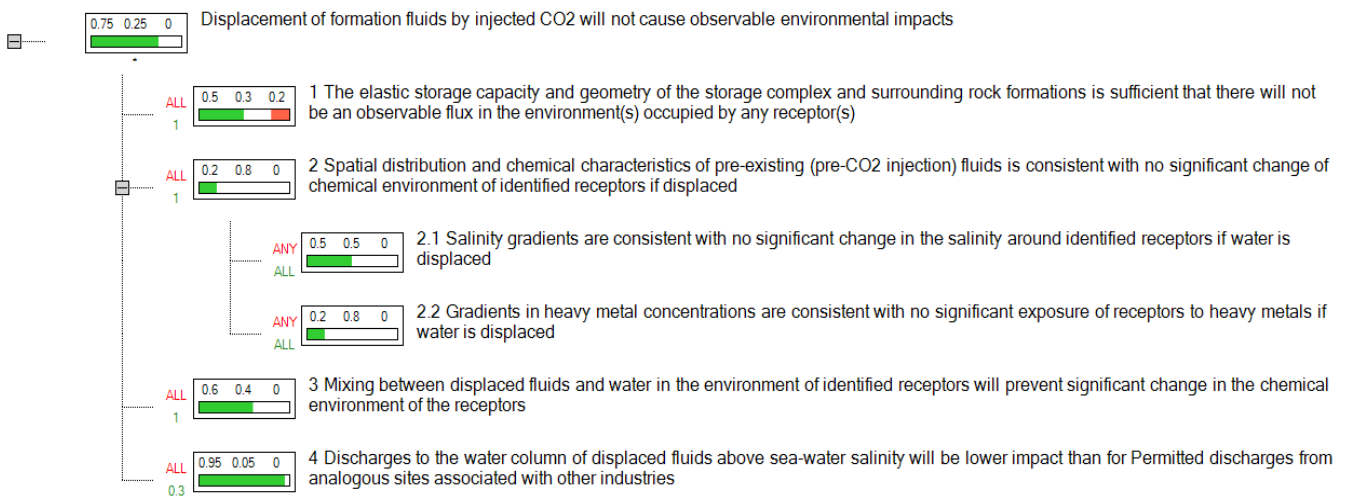 0.75 0.25 0
Displacement of formation fluids by injected CO2 will not cause observable environmental impacts
ALL
1
0.5 0.3 0.2
1 The elastic storage capacity and geometry of the storage complex and surrounding rock formations is sufficient that there will not
be an observable flux in the environment(s) occupied by any receptor(s)
ALL
1
0.2 0.8 0
2 Spatial distribution and chemical characteristics of pre-existing (pre-CO2 injection) fluids is consistent with no significant change of
chemical environment of identified receptors if displaced
ANY
ALL
0.5 0.5 0
2.1 Salinity gradients are consistent with no significant change in the salinity around identified receptors if water is
displaced
ANY
ALL
0.2 0.8 0
2.2 Gradients in heavy metal concentrations are consistent with no significant exposure of receptors to heavy metals if
water is displaced
ALL
1
0.6 0.4 0
3 Mixing between displaced fluids and water in the environment of identified receptors will prevent significant change in the chemical
environment of the receptors
ALL
0.3
0.95 0.05 0
4 Discharges to the water column of displaced fluids above sea-water salinity will be lower impact than for Permitted discharges from
analogous sites associated with other industries